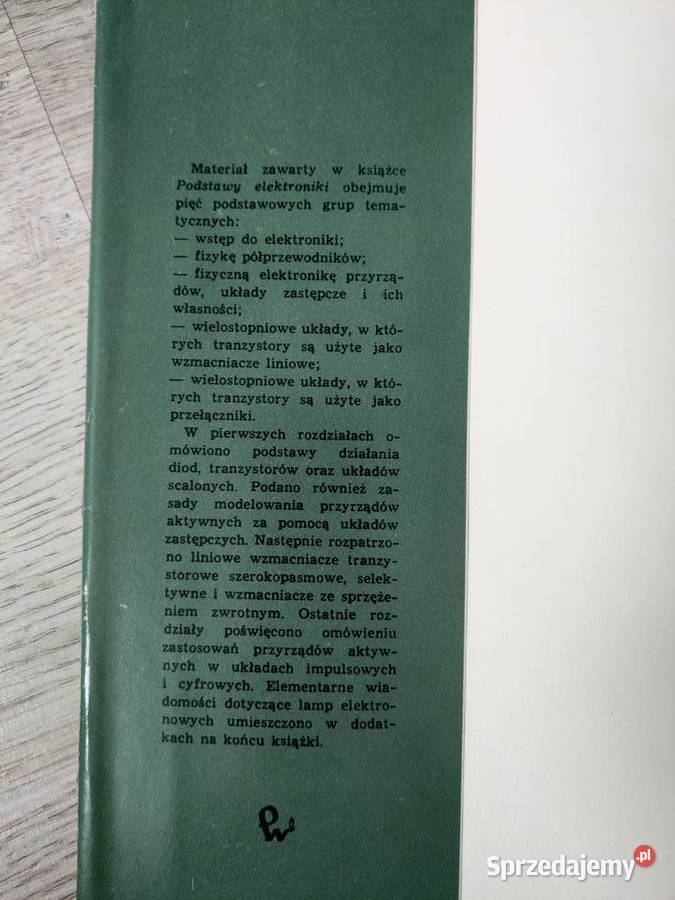 Materiał zawarty w książce
Podstawy elektroniki obejmuje
pięć podstawowych grup tema-
tycznych:
— wstęp do elektroniki;
— fizykę półprzewodników;
— fizyczną elektronikę przyrzą-
dów, układy zastępcze i ich
własności;
— wielostopniowe układy, w któ-
rych tranzystory są użyte jako
wzmacniacze liniowe;
— wielostopniowe układy, w któ-
rych tranzystory są użyte jako
przełączniki.
W pierwszych rozdziałach o-
mówiono podstawy działania
diod, tranzystorów oraz układów
scalonych. Podano również za-
sady modelowania przyrządów
aktywnych za pomocą układów
zastępczych. Następnie rozpatrzo-
no liniowe wzmacniacze tranzy-
storowe szerokopasmowe, selek-
tywne i wzmacniacze ze sprzęże-
niem zwrotnym. Ostatnie roz-
działy poświęcono omówieniu
zastosowań przyrządów aktyw-
nych w układach impulsowych
i cyfrowych. Elementarne wia-
domości dotyczące lamp elektro-
nowych umieszczono w dodat-
kach na końcu książki.
Sprzedajemy.pl